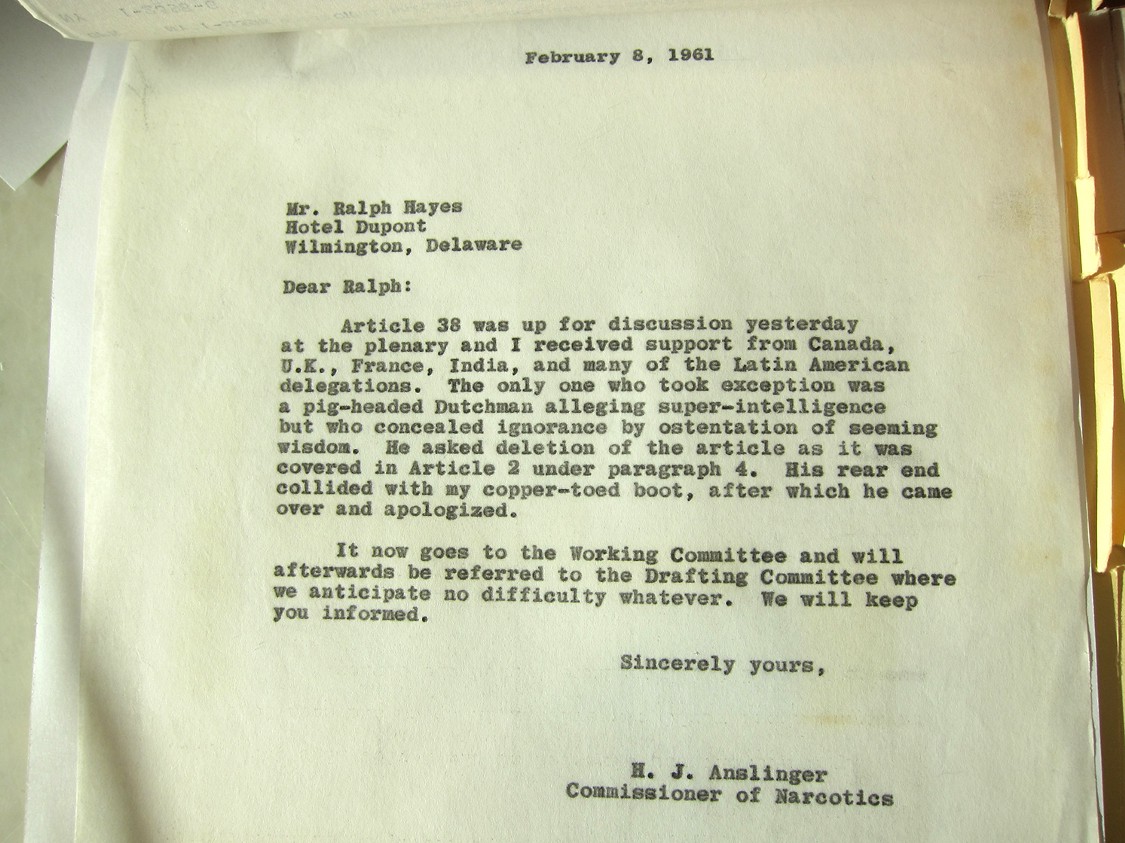 February 8, 1961
Mr. Ralph Hayes
Hotel Dupont
Wilmington, Delaware
Dear Ralph:
Article 38 was up for discussion yesterday
at the plenary and I received support from Canada,
U.K., France, India, and many of the Latin American
delegations. The only one who took exception was
a pig-headed Dutchman alleging super-intelligence
but who concealed ignorance by ostentation of seeming
wisdom. He asked deletion of the article as it was
covered in Article 2 under paragraph 4. His rear end
collided with my copper-toed boot, after which he came
over and apologized.
It now goes to the Working Committee and will
afterwards be referred to the Drafting Committee where
we anticipate no difficulty whatever. We will keep
you informed.
Sincerely yours,
H. J. Anslinger
Commissioner of Narcotics